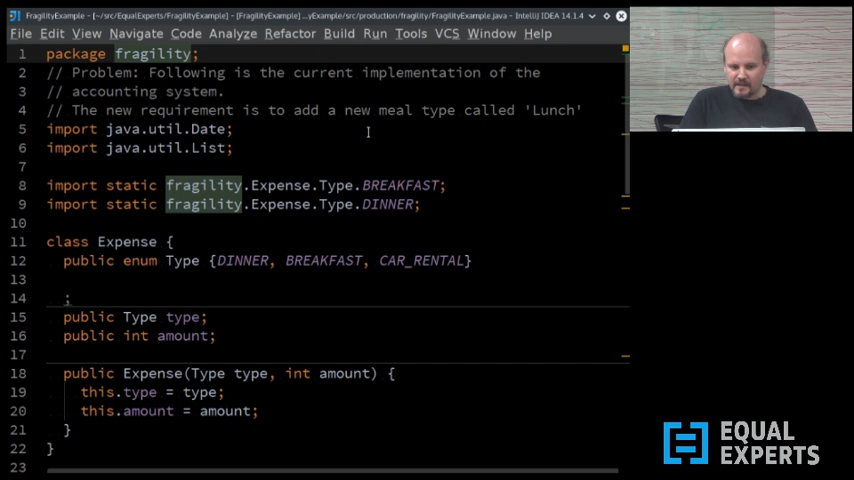 FragilityExample - [~/src/EqualExperts/FragilityExample] - [FragilityExample] ...yExample/src/production/fragility/FragilityExample.java - IntelliJ IDEA 14.1.4
File Edit View Navigate Code Analyze Refactor Build Run Tools VCS Window Help
1 package fragility;
2 // Problem: Following is the current implementation of the
3 // accounting system.
4 // The new requirement is to add a new meal type called 'Lunch'
5 import java.util.Date;
6 import java.util.List;
7
8 import static fragility.Expense.Type.BREAKFAST;
9 import static fragility.Expense.Type.DINNER;
10
11 class Expense {
12 public enum Type {DINNER, BREAKFAST, CAR_RENTAL}
13
14 ;
15 public Type type;
16 public int amount;
17
18 public Expense(Type type, int amount) {
19 this.type = type;
20 this.amount = amount;
21 }
22 }
23
EQUAL
EXPERTS